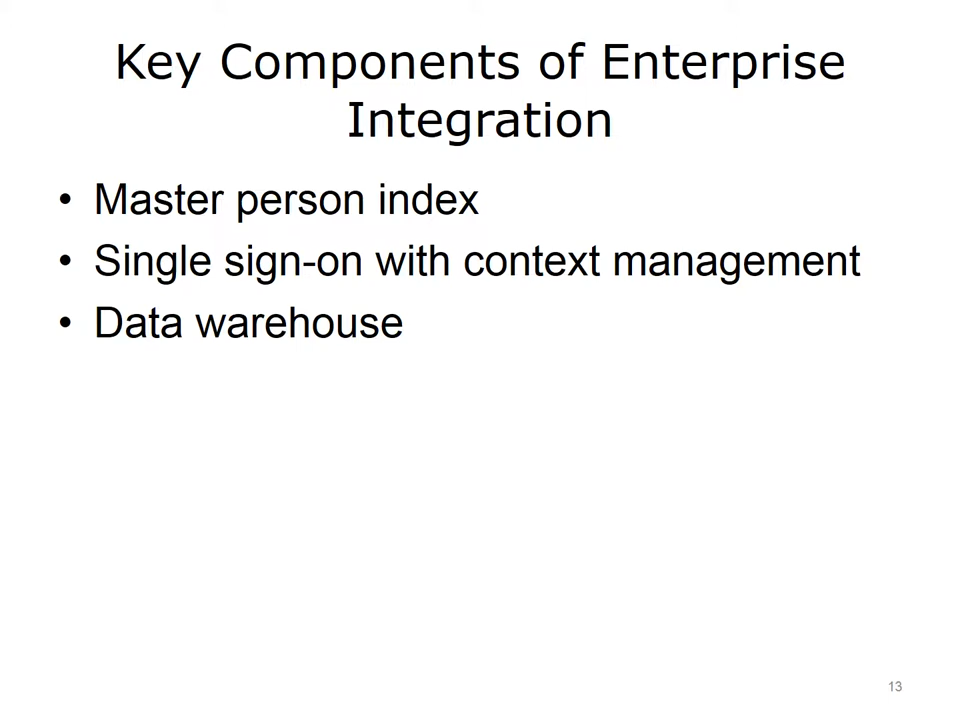 Key Components of Enterprise
Integration
• Master person index
• Single sign-on with context management
• Data warehouse
13